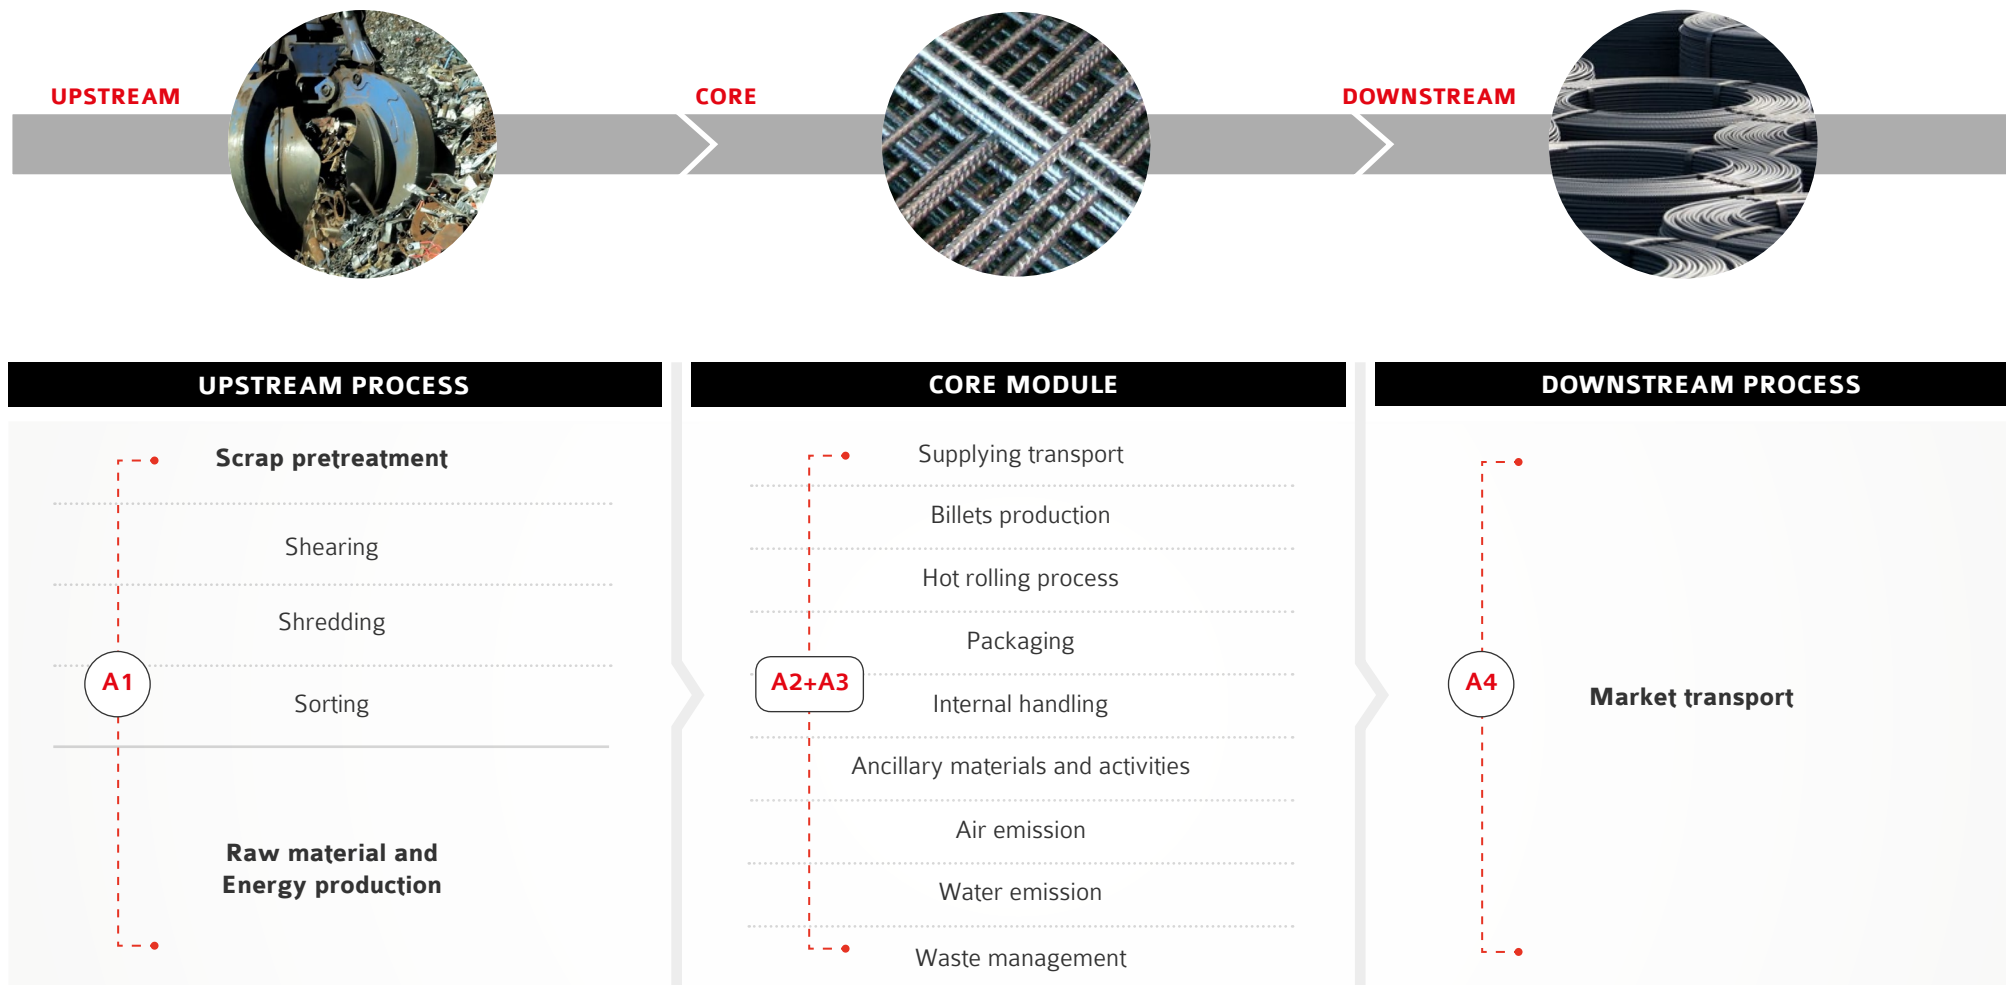 UPSTREAM
CORE
DOWNSTREAM
UPSTREAM PROCESS
Scrap pretreatment
Shearing
Shredding
A1
Sorting
Raw material and
Energy production
CORE MODULE
Supplying transport
Billets production
Hot rolling process
Packaging
A2+A3
Internal handling
Ancillary materials and activities
Air emission
Water emission
Waste management
DOWNSTREAM PROCESS
A4
Market transport